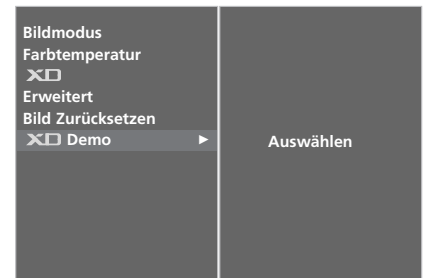 Bildmodus
Farbtemperatur
XD
Erweitert
Bild Zurücksetzen
XD Demo ►
Auswählen